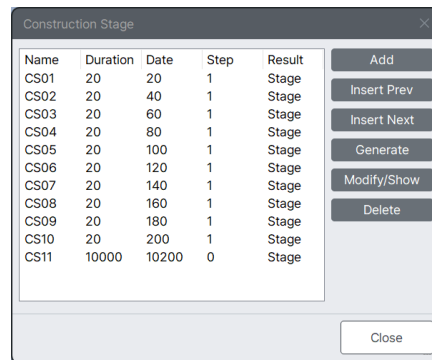 Construction Stage
Name Duration Date Step Result
CS01 20 20 1 Stage
CS02 20 40 1 Stage
CS03 20 60 1 Stage
CS04 20 80 1 Stage
CS05 20 100 1 Stage
CS06 20 120 1 Stage
CS07 20 140 1 Stage
CS08 20 160 1 Stage
CS09 20 180 1 Stage
CS10 20 200 1 Stage
CS11 10000 10200 0 Stage
Add
Insert Prev
Insert Next
Generate
Modify/Show
Delete
Close